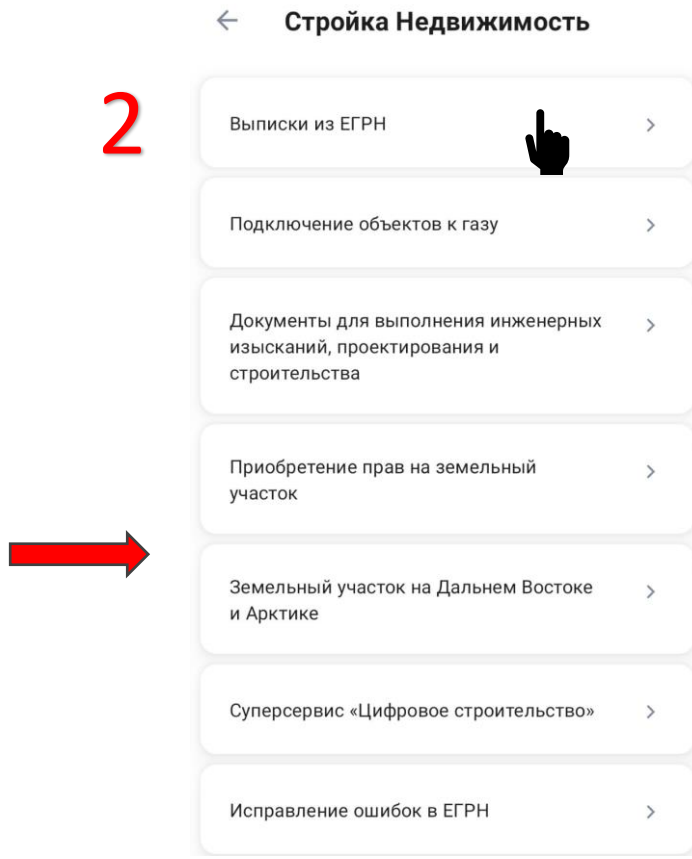 Стройка Недвижимость
2
Выписки из ЕГРН
Подключение объектов к газу
Документы для выполнения инженерных
изысканий, проектирования и
строительства
Приобретение прав на земельный
участок
Земельный участок на Дальнем Востоке
и Арктике
Суперсервис «Цифровое строительство»
Исправление ошибок в ЕГРН